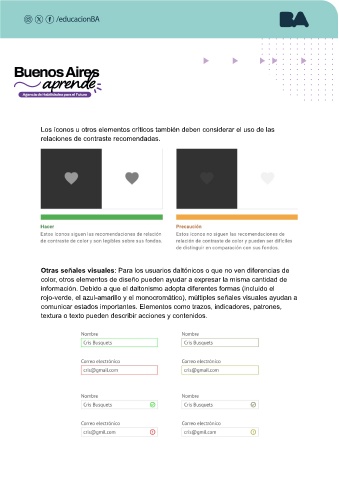 /educacionBA
BA
Buenos Aires
aprende
Agencia de Habilidades para el Futuro
Los íconos u otros elementos críticos también deben considerar el uso de las
relaciones de contraste recomendadas.
Hacer
Estos íconos siguen las recomendaciones de relación
de contraste de color y son legibles sobre sus fondos.
Precaución
Estos íconos no siguen las recomendaciones de
relación de contraste de color y pueden ser difíciles
de distinguir en comparación con sus fondos.
Otras señales visuales: Para los usuarios daltónicos o que no ven diferencias de
color, otros elementos de diseño pueden ayudar a expresar la misma cantidad de
información. Debido a que el daltonismo adopta diferentes formas (incluido el
rojo-verde, el azul-amarillo y el monocromático), múltiples señales visuales ayudan a
comunicar estados importantes. Elementos como trazos, indicadores, patrones,
textura o texto pueden describir acciones y contenidos.
Nombre
Cris Busquets
Correo electrónico
cris@gmail.com
Nombre
Cris Busquets
Correo electrónico
cris@gmail.com
Nombre
Cris Busquets
Correo electrónico
cris@gmil.com
Nombre
Cris Busquets
Correo electrónico
cris@gmil.com